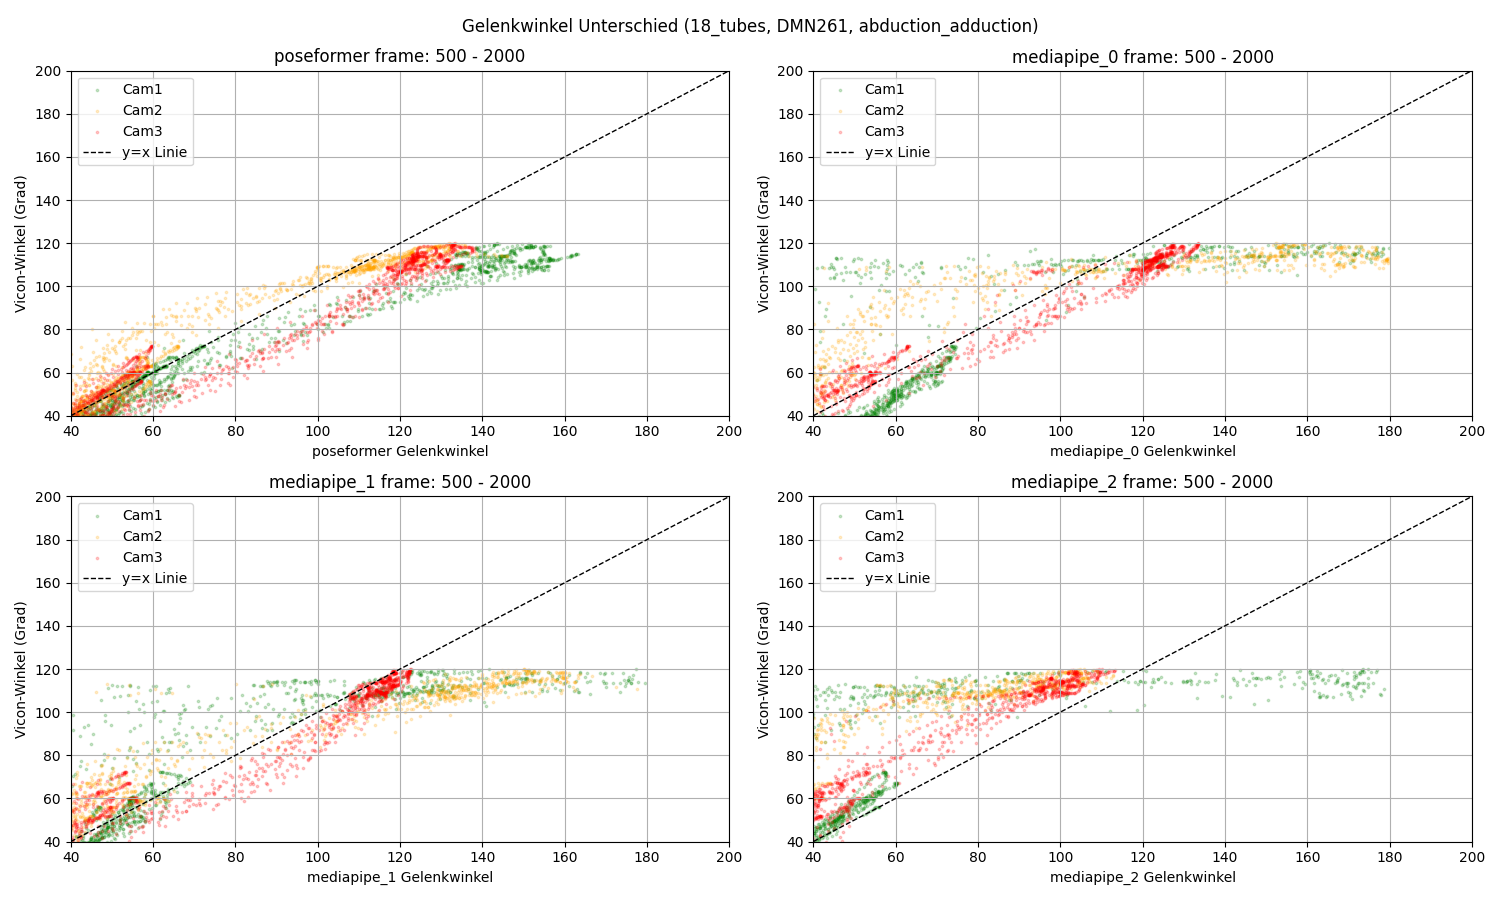 Gelenkwinkel Unterschied (18_tubes, DMN261, abduction_adduction)
poseformer frame: 500 - 2000
200
180
160
140
120
100
80
60
40
Vicon-Winkel (Grad)
Cam1
Cam2
Cam3
y=x Linie
40 60 80 100 120 140 160 180 200
poseformer Gelenkwinkel
mediapipe_0 frame: 500 - 2000
200
180
160
140
120
100
80
60
40
Vicon-Winkel (Grad)
Cam1
Cam2
Cam3
y=x Linie
40 60 80 100 120 140 160 180 200
mediapipe_0 Gelenkwinkel
mediapipe_1 frame: 500 - 2000
200
180
160
140
120
100
80
60
40
Vicon-Winkel (Grad)
Cam1
Cam2
Cam3
y=x Linie
40 60 80 100 120 140 160 180 200
mediapipe_1 Gelenkwinkel
mediapipe_2 frame: 500 - 2000
200
180
160
140
120
100
80
60
40
Vicon-Winkel (Grad)
Cam1
Cam2
Cam3
y=x Linie
40 60 80 100 120 140 160 180 200
mediapipe_2 Gelenkwinkel